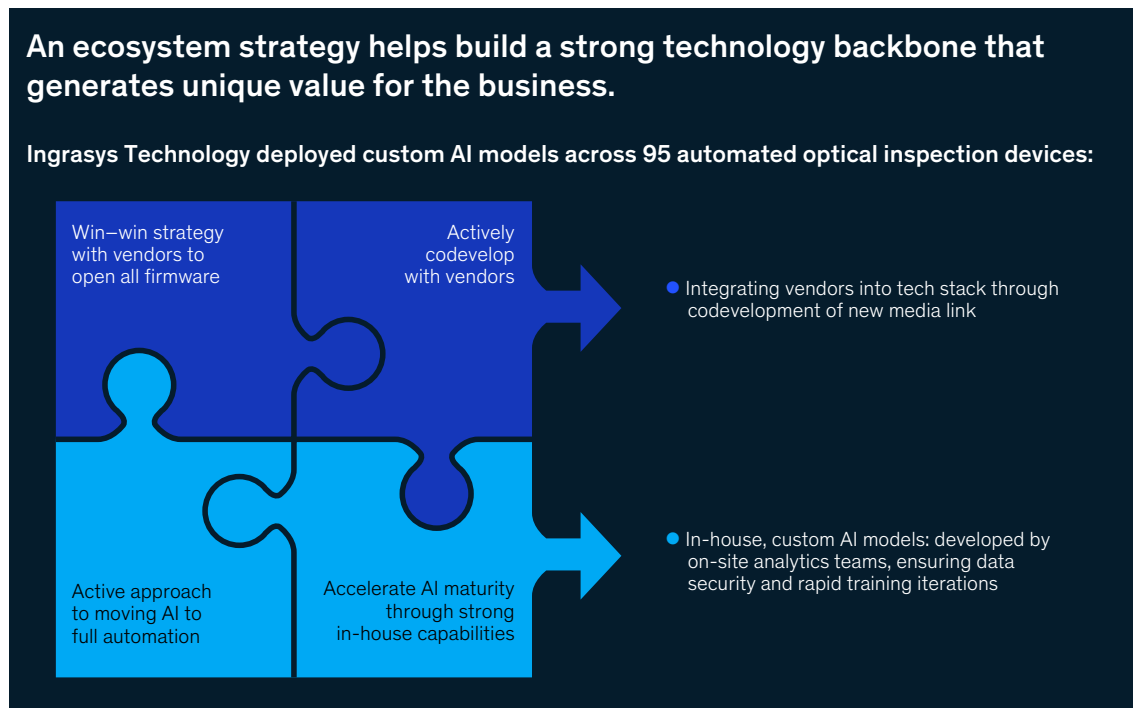 An ecosystem strategy helps build a strong technology backbone that
generates unique value for the business.
Ingrasys Technology deployed custom AI models across 95 automated optical inspection devices:
Win–win strategy
with vendors to
open all firmware
Actively
codevelop
with vendors
Integrating vendors into tech stack through
codevelopment of new media link
Active approach
to moving AI to
full automation
Accelerate AI maturity
through strong
in-house capabilities
In-house, custom AI models: developed by
on-site analytics teams, ensuring data
security and rapid training iterations